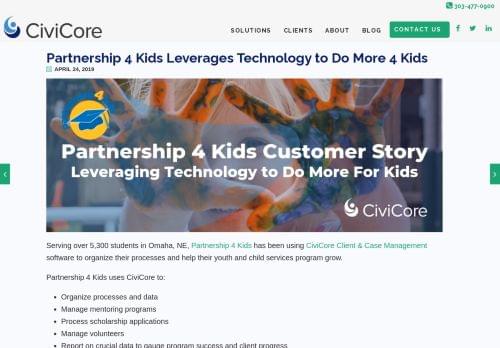 303-477-0900
CiviCore
SOLUTIONS CLIENTS ABOUT BLOG CONTACT US
Partnership 4 Kids Leverages Technology to Do More 4 Kids
APRIL 24, 2019
4
Partnership 4 Kids Customer Story
Leveraging Technology to Do More For Kids
CiviCore
Serving over 5,300 students in Omaha, NE, Partnership 4 Kids has been using CiviCore Client & Case Management
software to organize their processes and help their youth and child services program grow.
Partnership 4 Kids uses CiviCore to:
Organize processes and data
Manage mentoring programs
Process scholarship applications
Manage volunteers
Report on crucial data to gauge program success and client progress